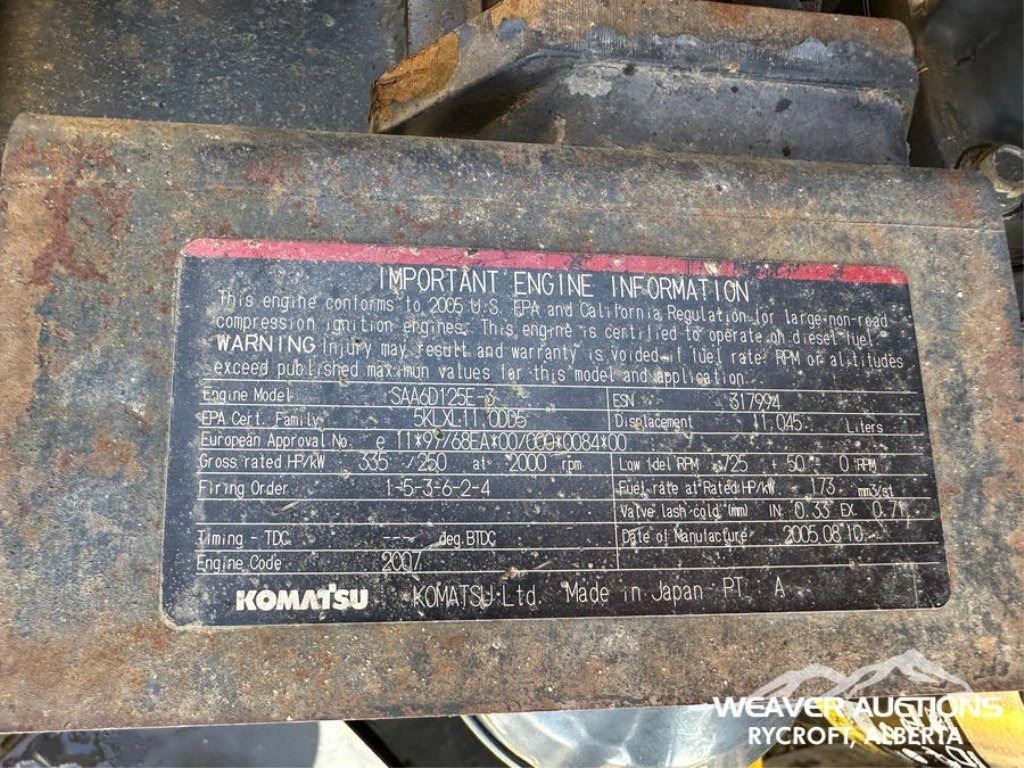 IMPORTANT ENGINE INFORMATION
This engine conforms to 2005 U.S. EPA and California Regulation for large non-road
compression ignition engines. This engine is certified to operate on diesel fuel.
WARNING Injury may result and warranty is voided if fuel rate RPM or altitudes
exceed published maximun values for this model and application.
Engine Model SAA6D125E-3 ESN 317994
EPA Cert. Family 5KLXL11.0DD5 Displacement 11.045 Liters
European Approval No. e 11*97/68EA*00/000*0084*00
Gross rated HP/kW 335 /250 at 2000 rpm Low Idel RPM 725 +50 - 0 RPM
Firing Order 1-5-3-6-2-4 Fuel rate at Rated HP/kW 173 mm3/st
Valve lash cold (mm) IN 0.33 EX 0.71
Timing - TDC --- deg.BTDC Date of Manufacture 2005 08 10
Engine Code 2007
KOMATSU KOMATSU Ltd. Made in Japan PT. A
WEAVER AUCTIONS
RYCROFT, ALBERTA